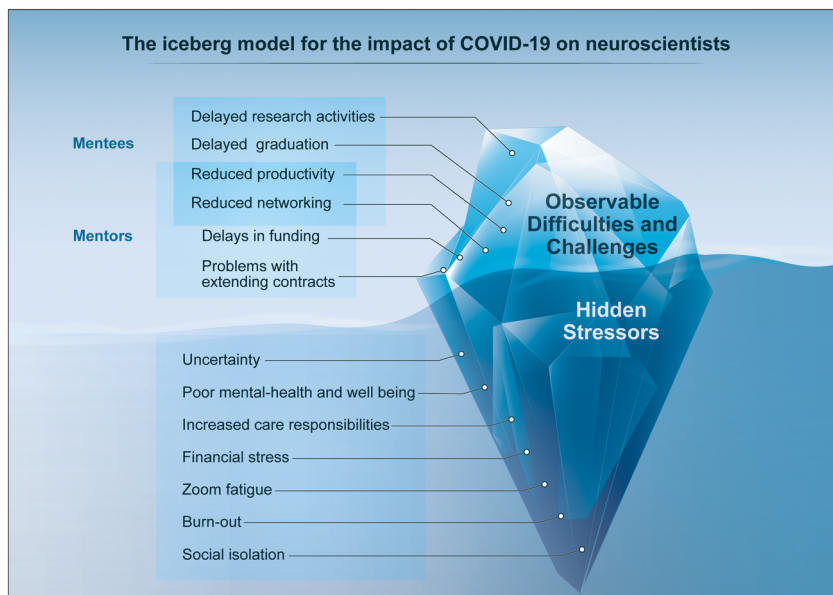 The iceberg model for the impact of COVID-19 on neuroscientists
Mentees
Delayed research activities
Delayed graduation
Reduced productivity
Reduced networking
Mentors
Delays in funding
Problems with
extending contracts
Observable
Difficulties and
Challenges
Hidden
Stressors
Uncertainty
Poor mental-health and well being
Increased care responsibilities
Financial stress
Zoom fatigue
Burn-out
Social isolation